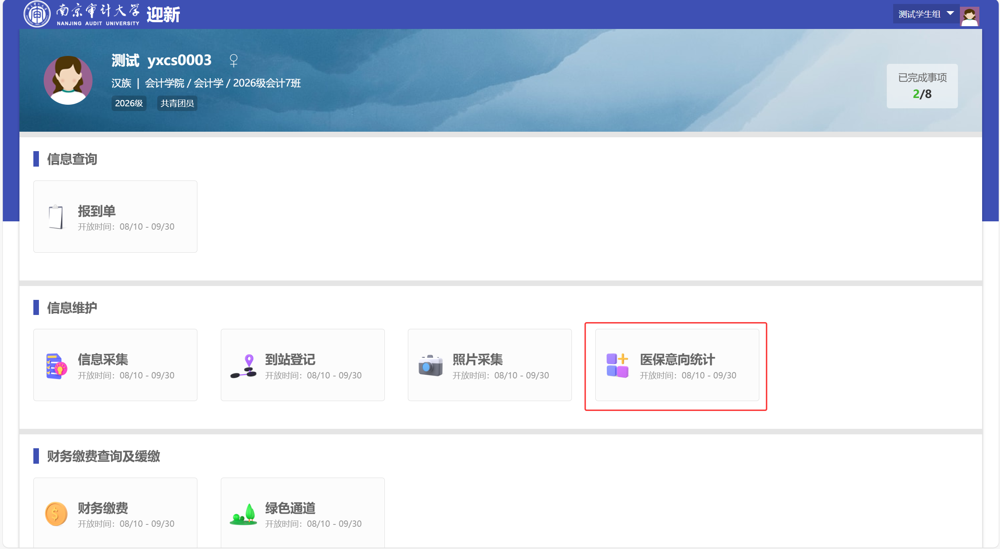 南京审计大学
NANJING AUDIT UNIVERSITY
迎新
测试学生组
测试 yxcs0003
汉族 | 会计学院 / 会计学 / 2026级会计7班
2026级 共青团员
已完成事项
2/8
信息查询
报到单
开放时间：08/10 - 09/30
信息维护
信息采集
开放时间：08/10 - 09/30
到站登记
开放时间：08/10 - 09/30
照片采集
开放时间：08/10 - 09/30
医保意向统计
开放时间：08/10 - 09/30
财务缴费查询及缓缴
财务缴费
开放时间：08/10 - 09/30
绿色通道
开放时间：08/10 - 09/30